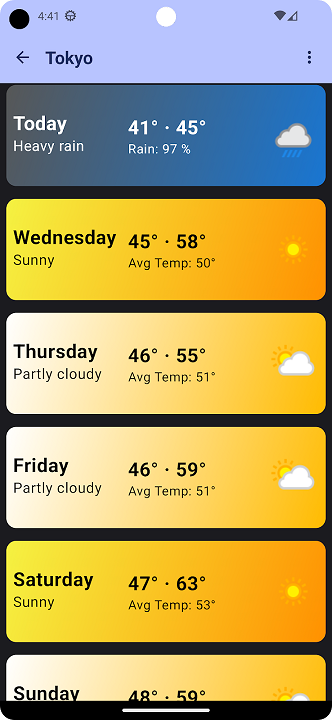 4:41
Tokyo
Today
Heavy rain
41° · 45°
Rain: 97 %
Wednesday
Sunny
45° · 58°
Avg Temp: 50°
Thursday
Partly cloudy
46° · 55°
Avg Temp: 51°
Friday
Partly cloudy
46° · 59°
Avg Temp: 51°
Saturday
Sunny
47° · 63°
Avg Temp: 53°
Sunday
48° · 59°